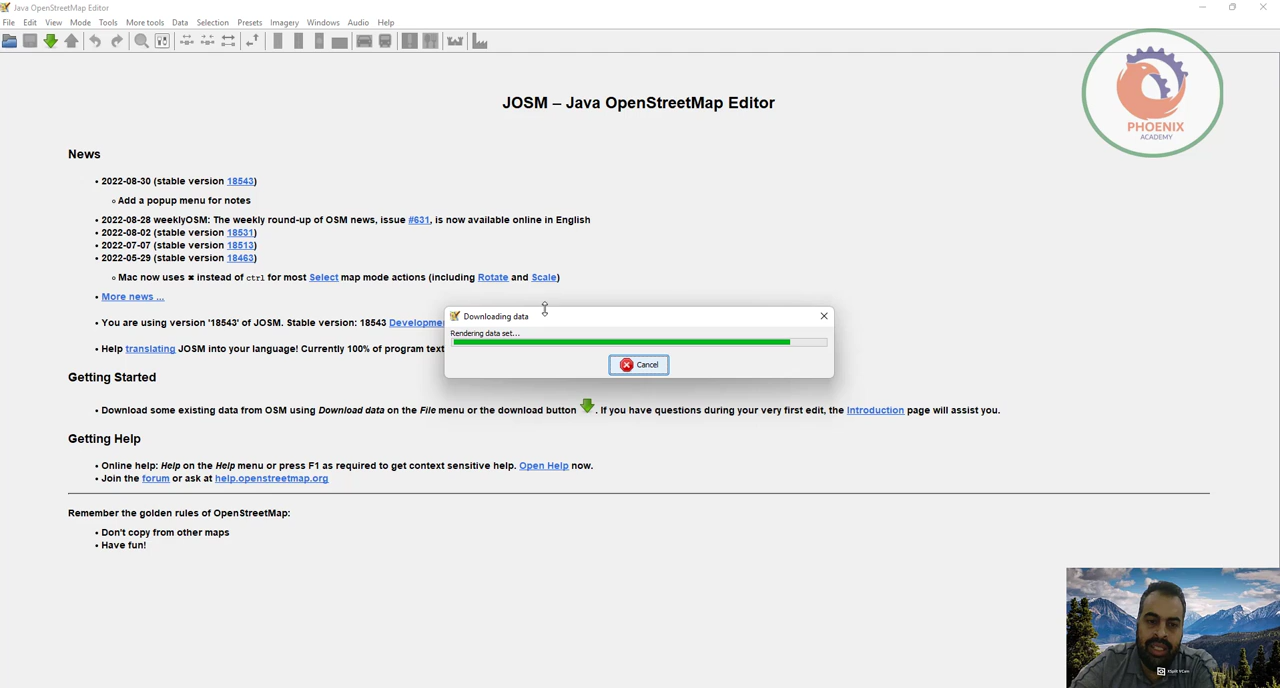 Java OpenStreetMap Editor
File Edit View Mode Tools More tools Data Selection Presets Imagery Windows Audio Help
PHOENIX
ACADEMY
JOSM – Java OpenStreetMap Editor
News
• 2022-08-30 (stable version 18543)
◦ Add a popup menu for notes
• 2022-08-28 weeklyOSM: The weekly round-up of OSM news, issue #631, is now available online in English
• 2022-08-02 (stable version 18531)
• 2022-07-07 (stable version 18513)
• 2022-05-29 (stable version 18463)
◦ Mac now uses ⌘ instead of ctrl for most Select map mode actions (including Rotate and Scale)
• More news ...
Downloading data
• You are using version '18543' of JOSM. Stable version: 18543
Rendering data set...
• Help translating JOSM into your language! Currently 100% of program text
Cancel
Getting Started
• Download some existing data from OSM using Download data on the File menu or the download button . If you have questions during your very first edit, the Introduction page will assist you.
Getting Help
• Online help: Help on the Help menu or press F1 as required to get context sensitive help. Open Help now.
• Join the forum or ask at help.openstreetmap.org
Remember the golden rules of OpenStreetMap:
• Don't copy from other maps
• Have fun!
XSplit VCam